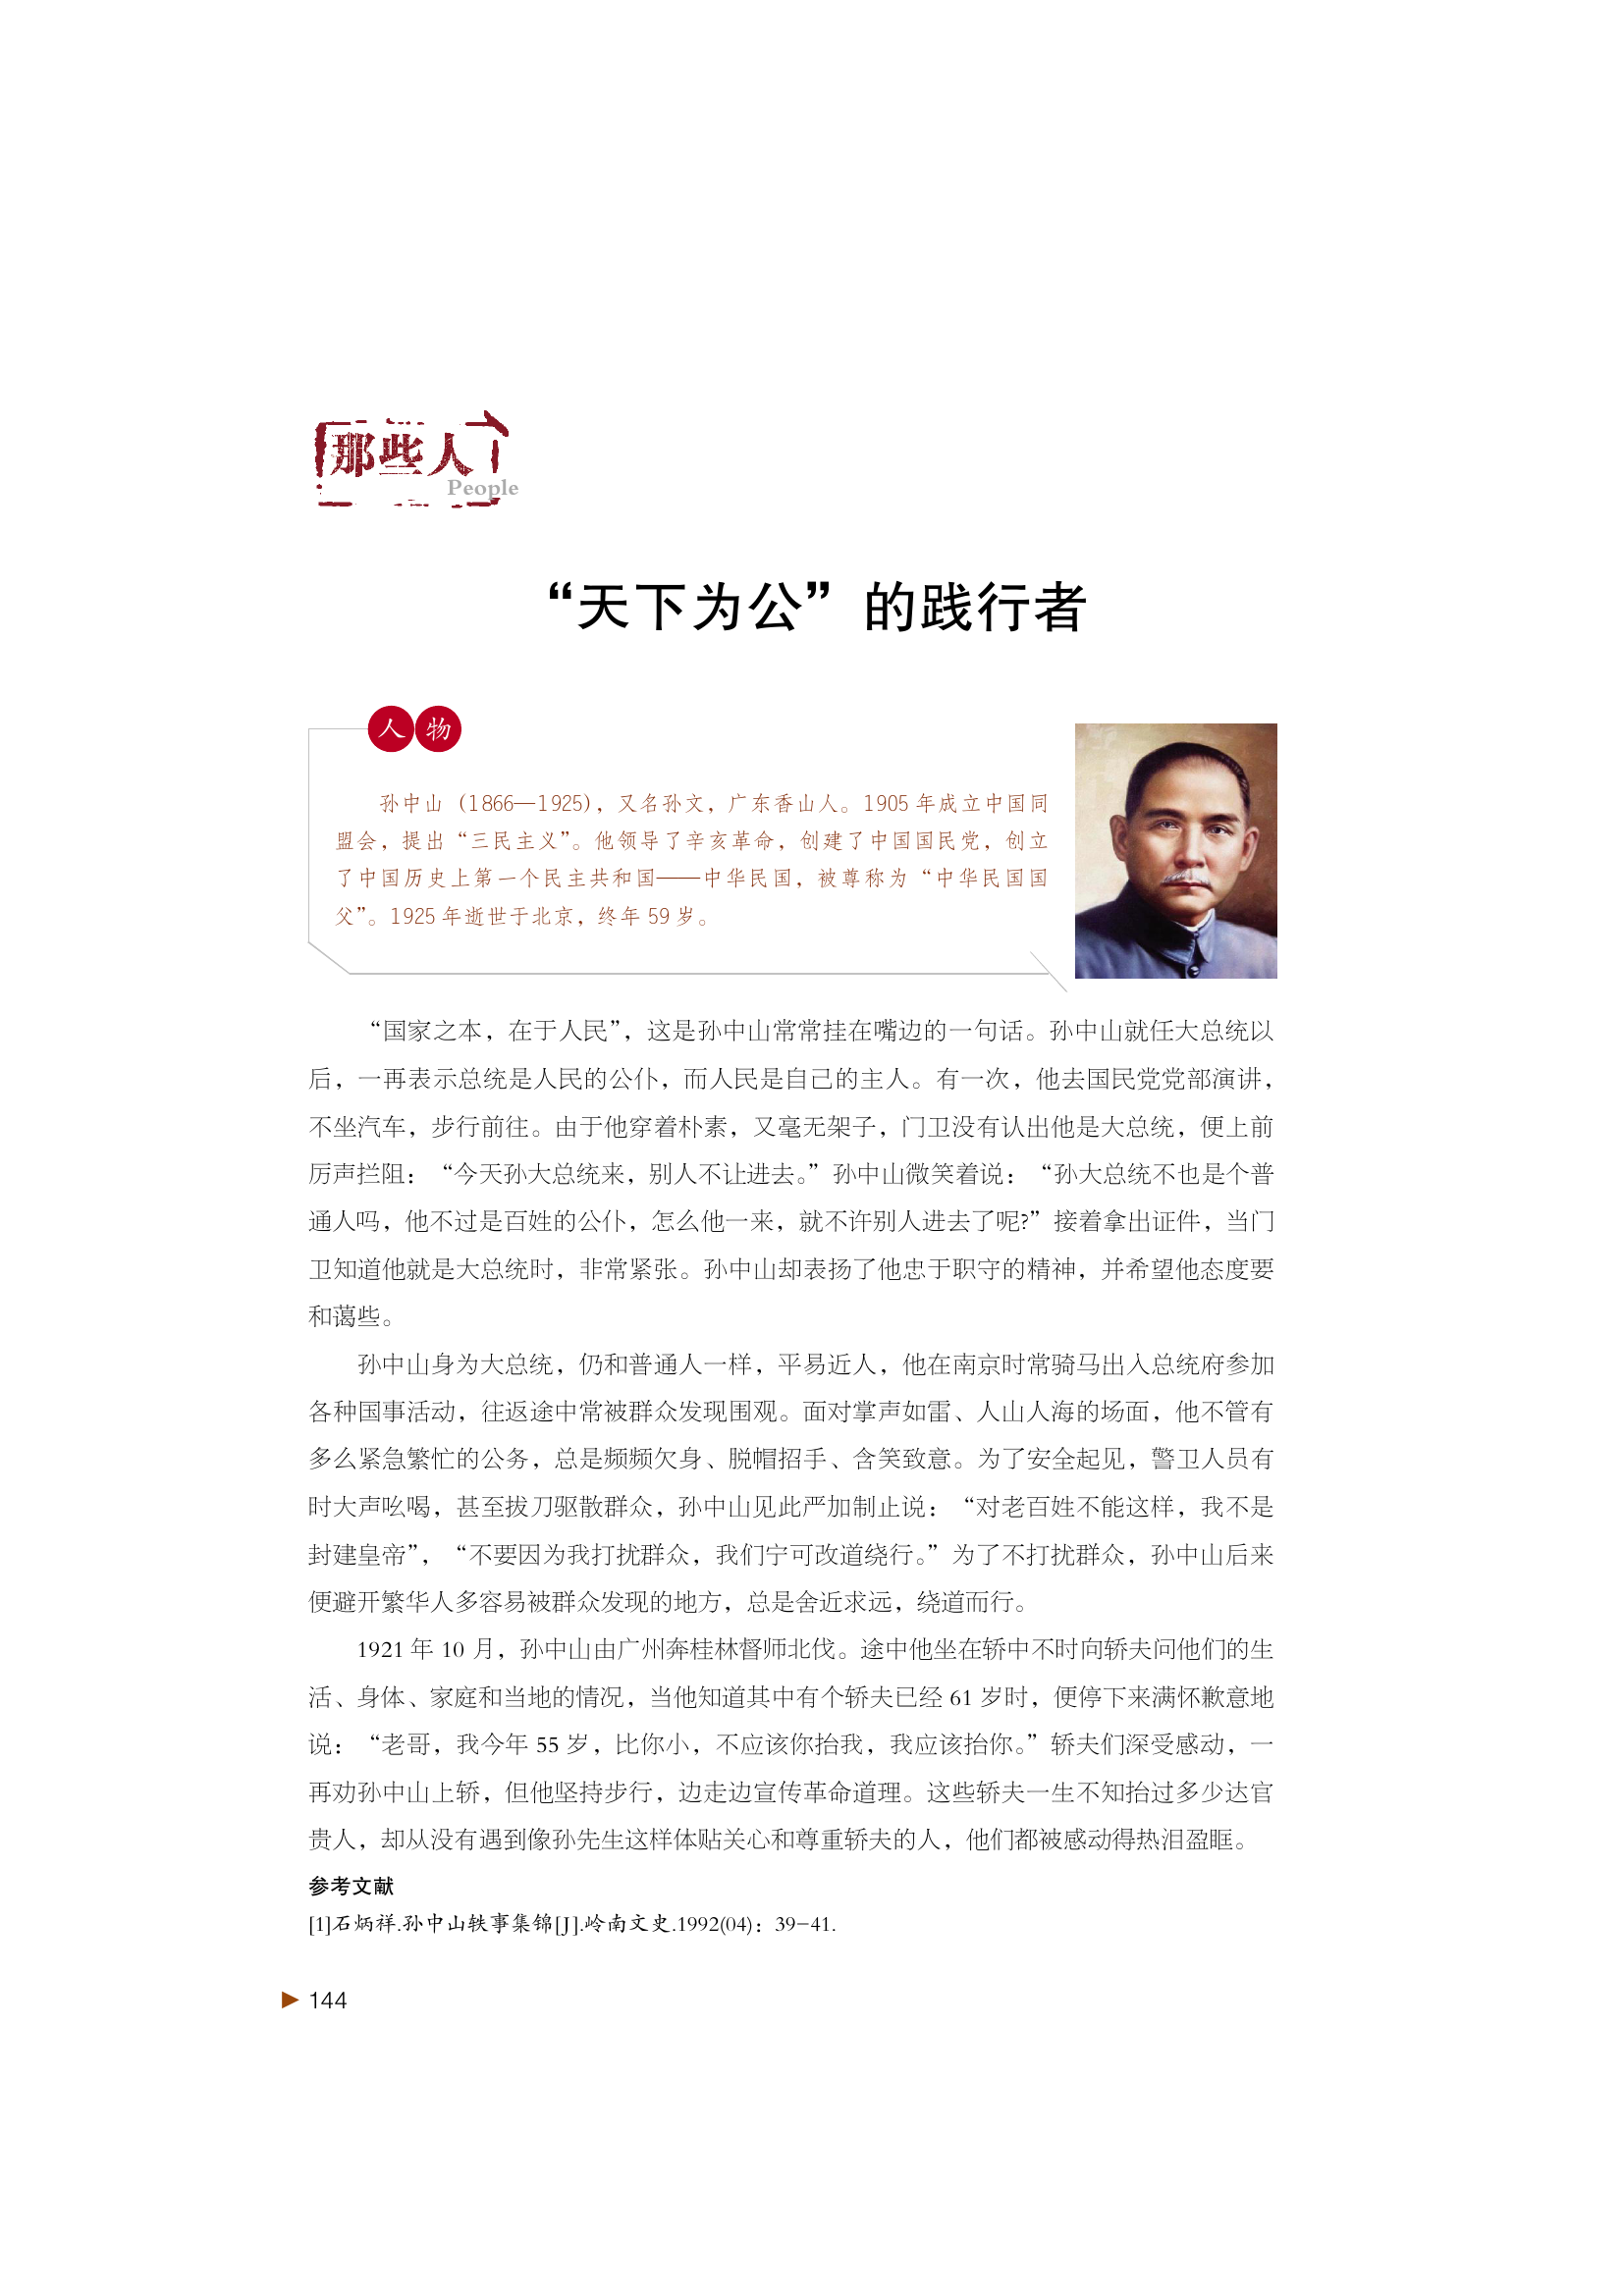 那些人
People
“天下为公”的践行者
人物
孙中山（1866—1925），又名孙文，广东香山人。1905 年成立中国同
盟会，提出“三民主义”。他领导了辛亥革命，创建了中国国民党，创立
了中国历史上第一个民主共和国——中华民国，被尊称为“中华民国国
父”。1925 年逝世于北京，终年 59 岁。
“国家之本，在于人民”，这是孙中山常常挂在嘴边的一句话。孙中山就任大总统以
后，一再表示总统是人民的公仆，而人民是自己的主人。有一次，他去国民党党部演讲，
不坐汽车，步行前往。由于他穿着朴素，又毫无架子，门卫没有认出他是大总统，便上前
厉声拦阻：“今天孙大总统来，别人不让进去。”孙中山微笑着说：“孙大总统不也是个普
通人吗，他不过是百姓的公仆，怎么他一来，就不许别人进去了呢?”接着拿出证件，当门
卫知道他就是大总统时，非常紧张。孙中山却表扬了他忠于职守的精神，并希望他态度要
和蔼些。
孙中山身为大总统，仍和普通人一样，平易近人，他在南京时常骑马出入总统府参加
各种国事活动，往返途中常被群众发现围观。面对掌声如雷、人山人海的场面，他不管有
多么紧急繁忙的公务，总是频频欠身、脱帽招手、含笑致意。为了安全起见，警卫人员有
时大声吆喝，甚至拔刀驱散群众，孙中山见此严加制止说：“对老百姓不能这样，我不是
封建皇帝”，“不要因为我打扰群众，我们宁可改道绕行。”为了不打扰群众，孙中山后来
便避开繁华人多容易被群众发现的地方，总是舍近求远，绕道而行。
1921 年 10 月，孙中山由广州奔桂林督师北伐。途中他坐在轿中不时向轿夫问他们的生
活、身体、家庭和当地的情况，当他知道其中有个轿夫已经 61 岁时，便停下来满怀歉意地
说：“老哥，我今年 55 岁，比你小，不应该你抬我，我应该抬你。”轿夫们深受感动，一
再劝孙中山上轿，但他坚持步行，边走边宣传革命道理。这些轿夫一生不知抬过多少达官
贵人，却从没有遇到像孙先生这样体贴关心和尊重轿夫的人，他们都被感动得热泪盈眶。
参考文献
[1]石炳祥.孙中山轶事集锦[J].岭南文史.1992(04)：39-41.
144